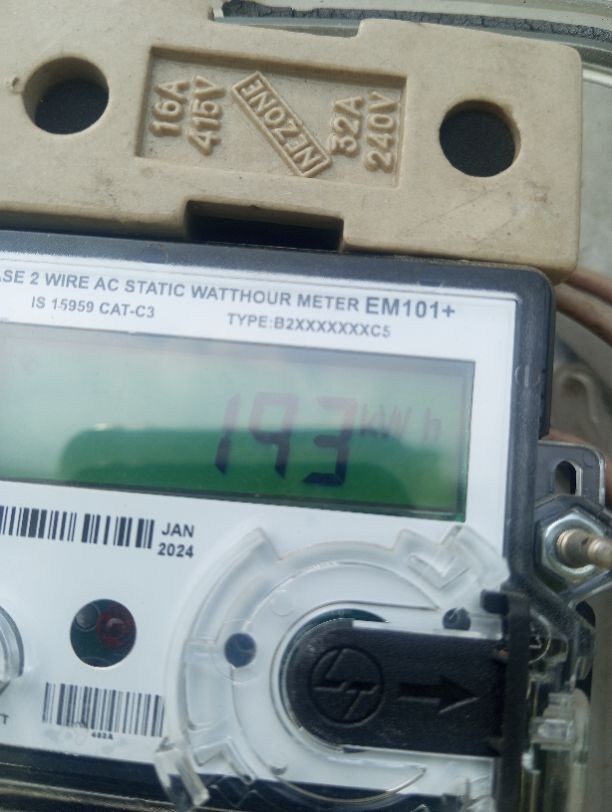 16A
415V
NEZONE
32A
240V
ASE 2 WIRE AC STATIC WATTHOUR METER EM101+
IS 15959 CAT-C3
TYPE:B2XXXXXXXC5
193 kWh
JAN
2024
LT